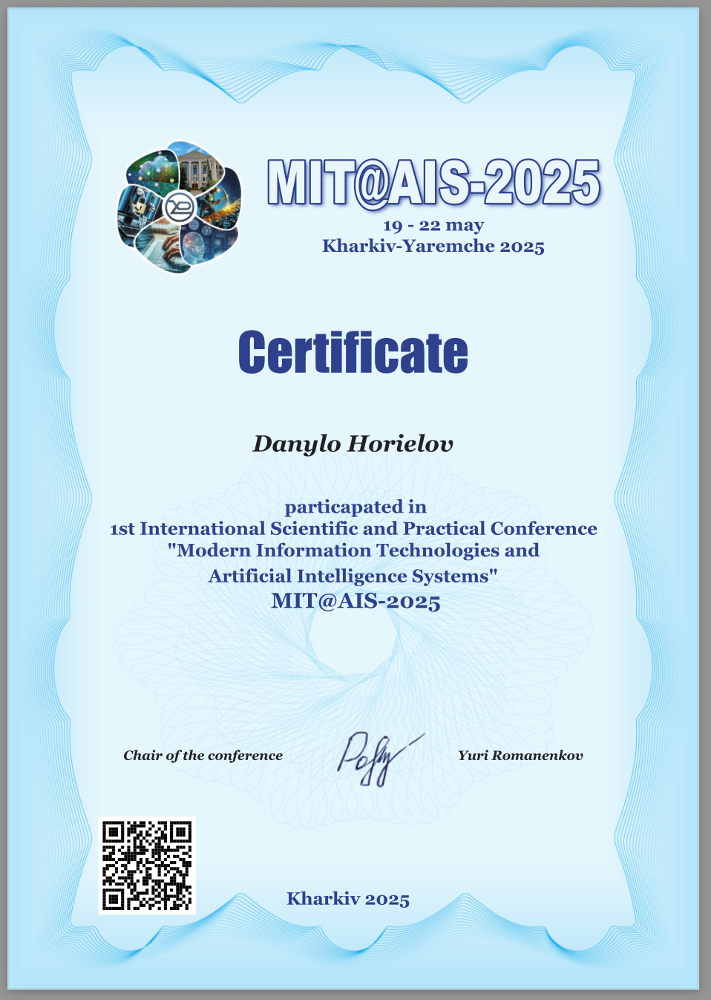 MIT@AIS-2025
19 - 22 may
Kharkiv-Yaremche 2025
Certificate
Danylo Horielov
particapated in
1st International Scientific and Practical Conference
"Modern Information Technologies and
Artificial Intelligence Systems"
MIT@AIS-2025
Chair of the conference
Yuri Romanenkov
Kharkiv 2025